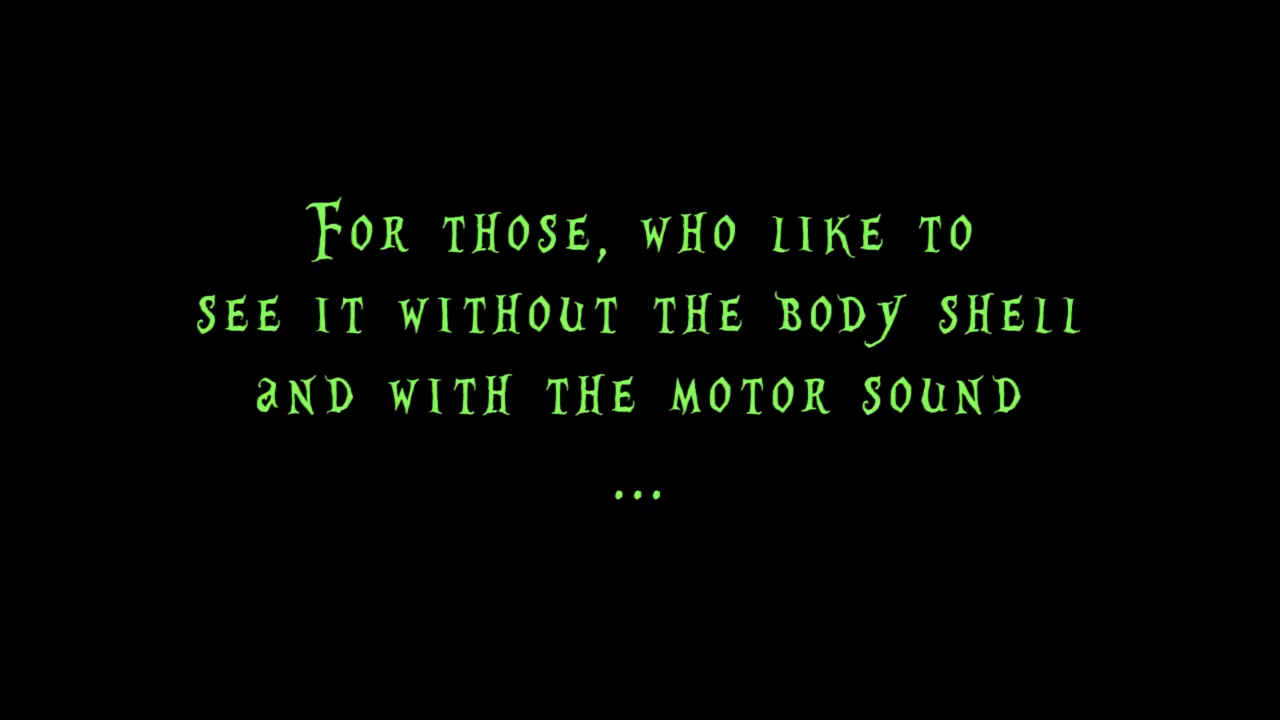 For those, who like to
see it without the body shell
and with the motor sound
...